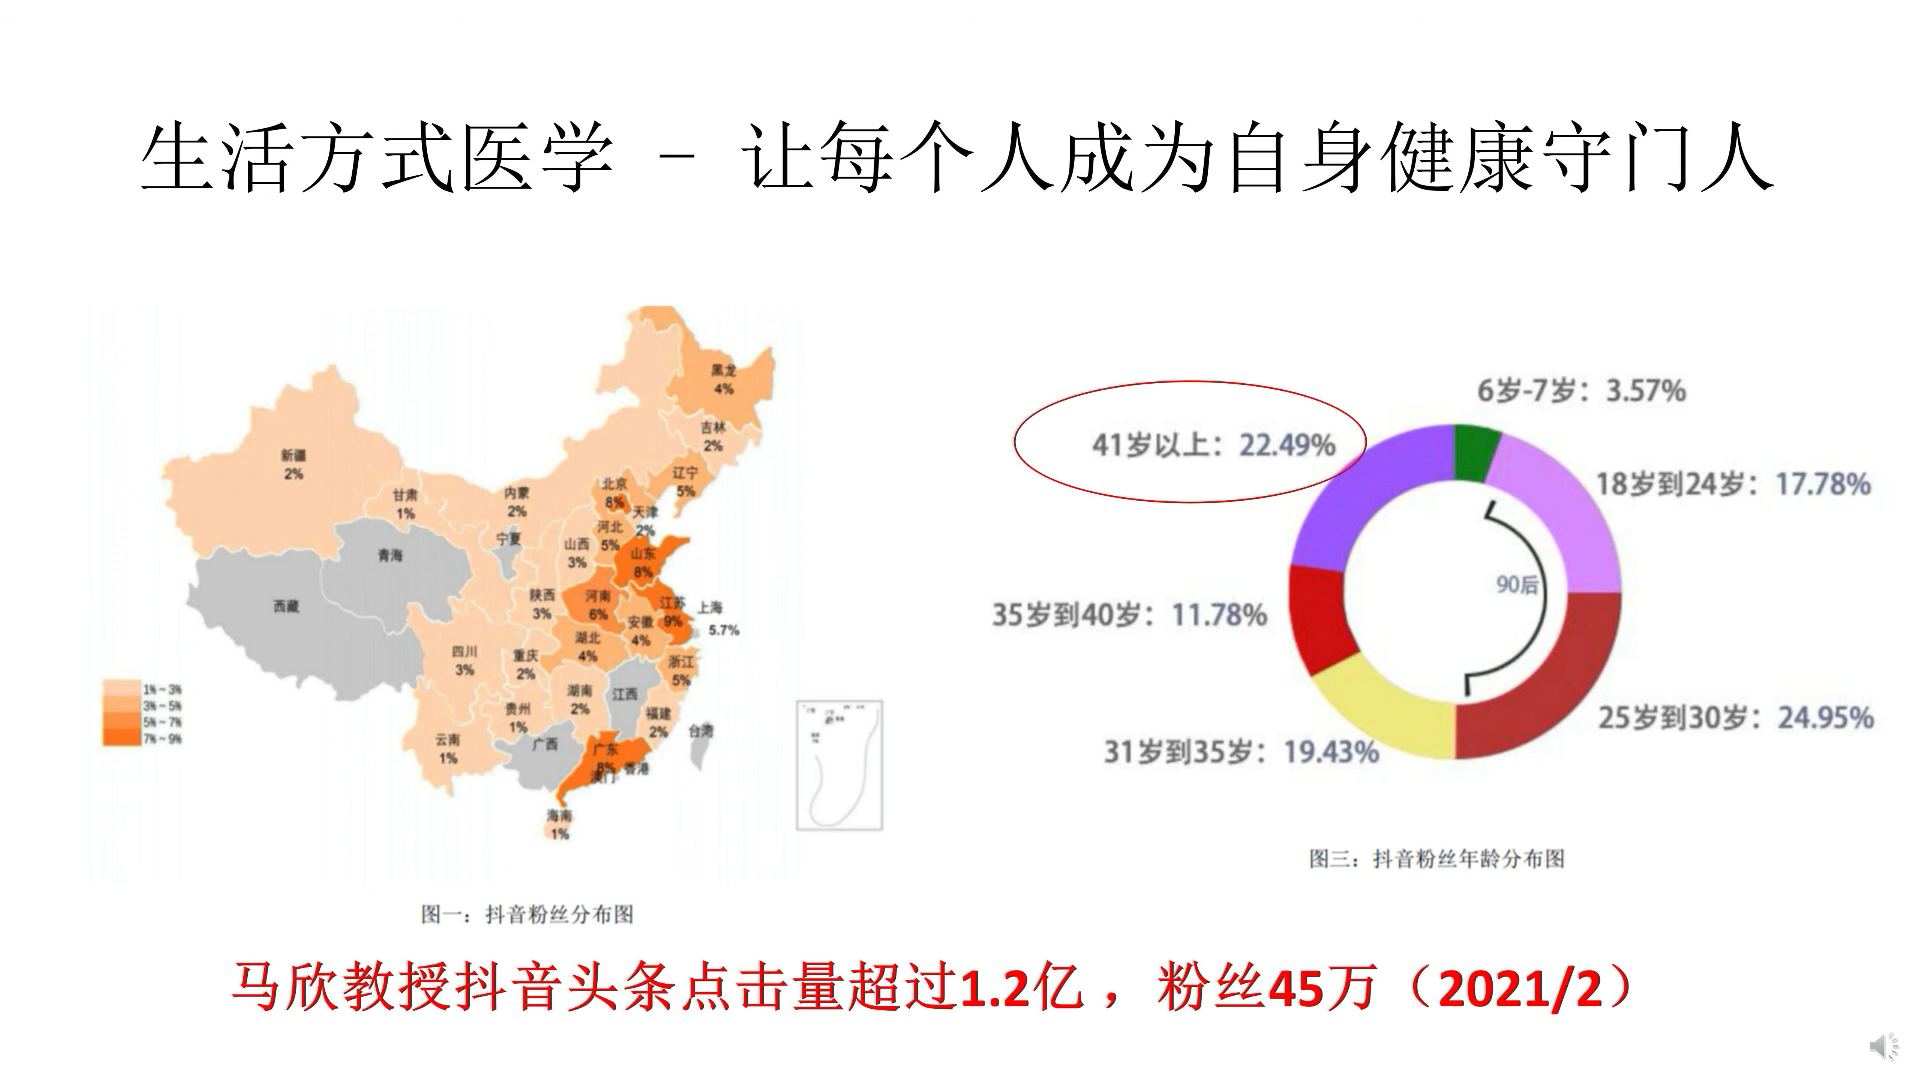 生活方式医学 - 让每个人成为自身健康守门人
黑龙
4%
吉林
2%
新疆
2%
辽宁
5%
北京
8%
甘肃
1%
内蒙
2%
天津
2%
河北
5%
宁夏
山西
3%
山东
8%
青海
西藏
陕西
3%
河南
6%
江苏
9%
上海
5.7%
安徽
4%
湖北
4%
四川
3%
重庆
2%
浙江
5%
湖南
2%
江西
贵州
1%
福建
2%
台湾
云南
1%
广西
广东
8%
澳门
香港
海南
1%
1%~3%
3%~5%
5%~7%
7%~9%
图一：抖音粉丝分布图
6岁-7岁：3.57%
41岁以上：22.49%
18岁到24岁：17.78%
90后
35岁到40岁：11.78%
25岁到30岁：24.95%
31岁到35岁：19.43%
图三：抖音粉丝年龄分布图
马欣教授抖音头条点击量超过1.2亿，粉丝45万（2021/2）